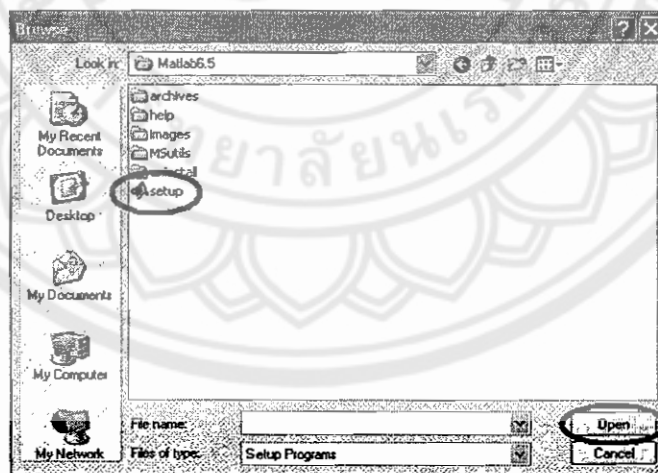 Browse
Look in: Matlab6.5
archives
help
Images
MSutils
uninstall
setup
My Recent Documents
Desktop
My Documents
My Computer
My Network
File name:
Files of type: Setup Programs
Open
Cancel
ยาลัยนเร